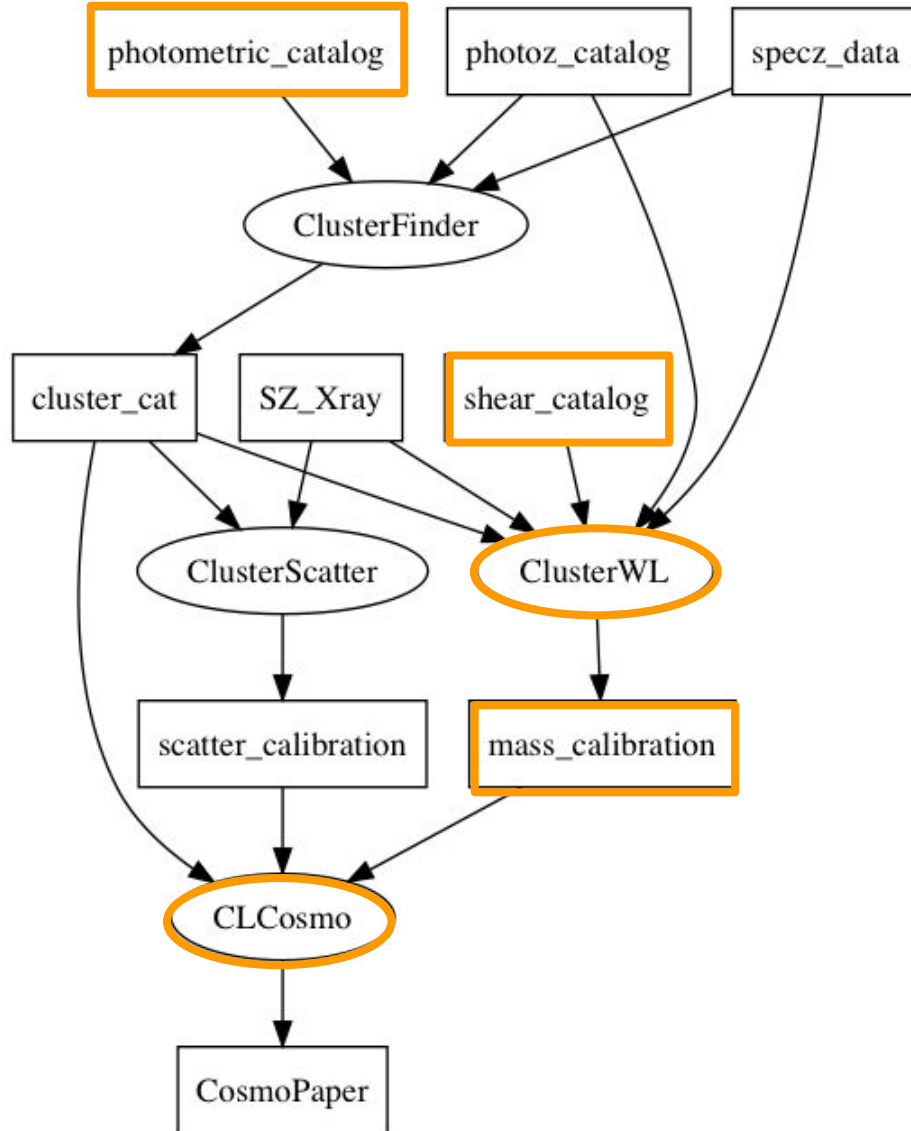 photometric_catalog
photoz_catalog
specz_data
ClusterFinder
cluster_cat
SZ_Xray
shear_catalog
ClusterScatter
ClusterWL
scatter_calibration
mass_calibration
CLCosmo
CosmoPaper